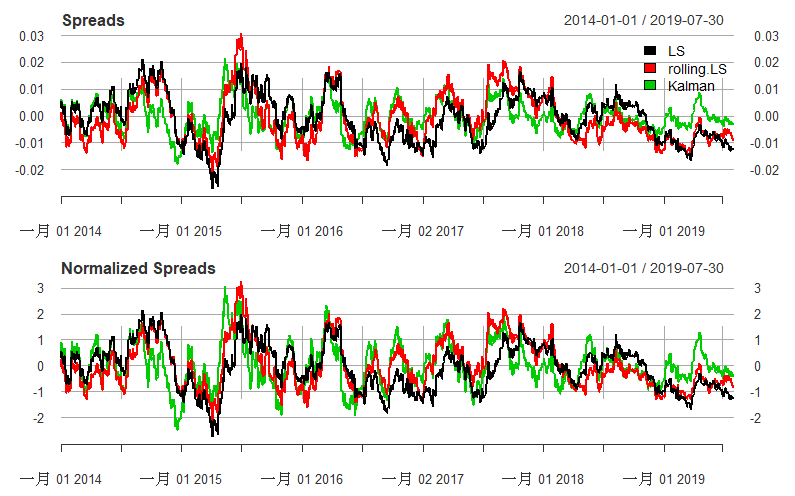 Spreads 2014-01-01 / 2019-07-30
0.03 0.03
LS
0.02 0.02
rolling.LS
0.01 0.01
Kalman
0.00 0.00
-0.01 -0.01
-0.02 -0.02
一月 01 2014 一月 01 2015 一月 01 2016 一月 02 2017 一月 01 2018 一月 01 2019
Normalized Spreads 2014-01-01 / 2019-07-30
3 3
2 2
1 1
0 0
-1 -1
-2 -2
一月 01 2014 一月 01 2015 一月 01 2016 一月 02 2017 一月 01 2018 一月 01 2019